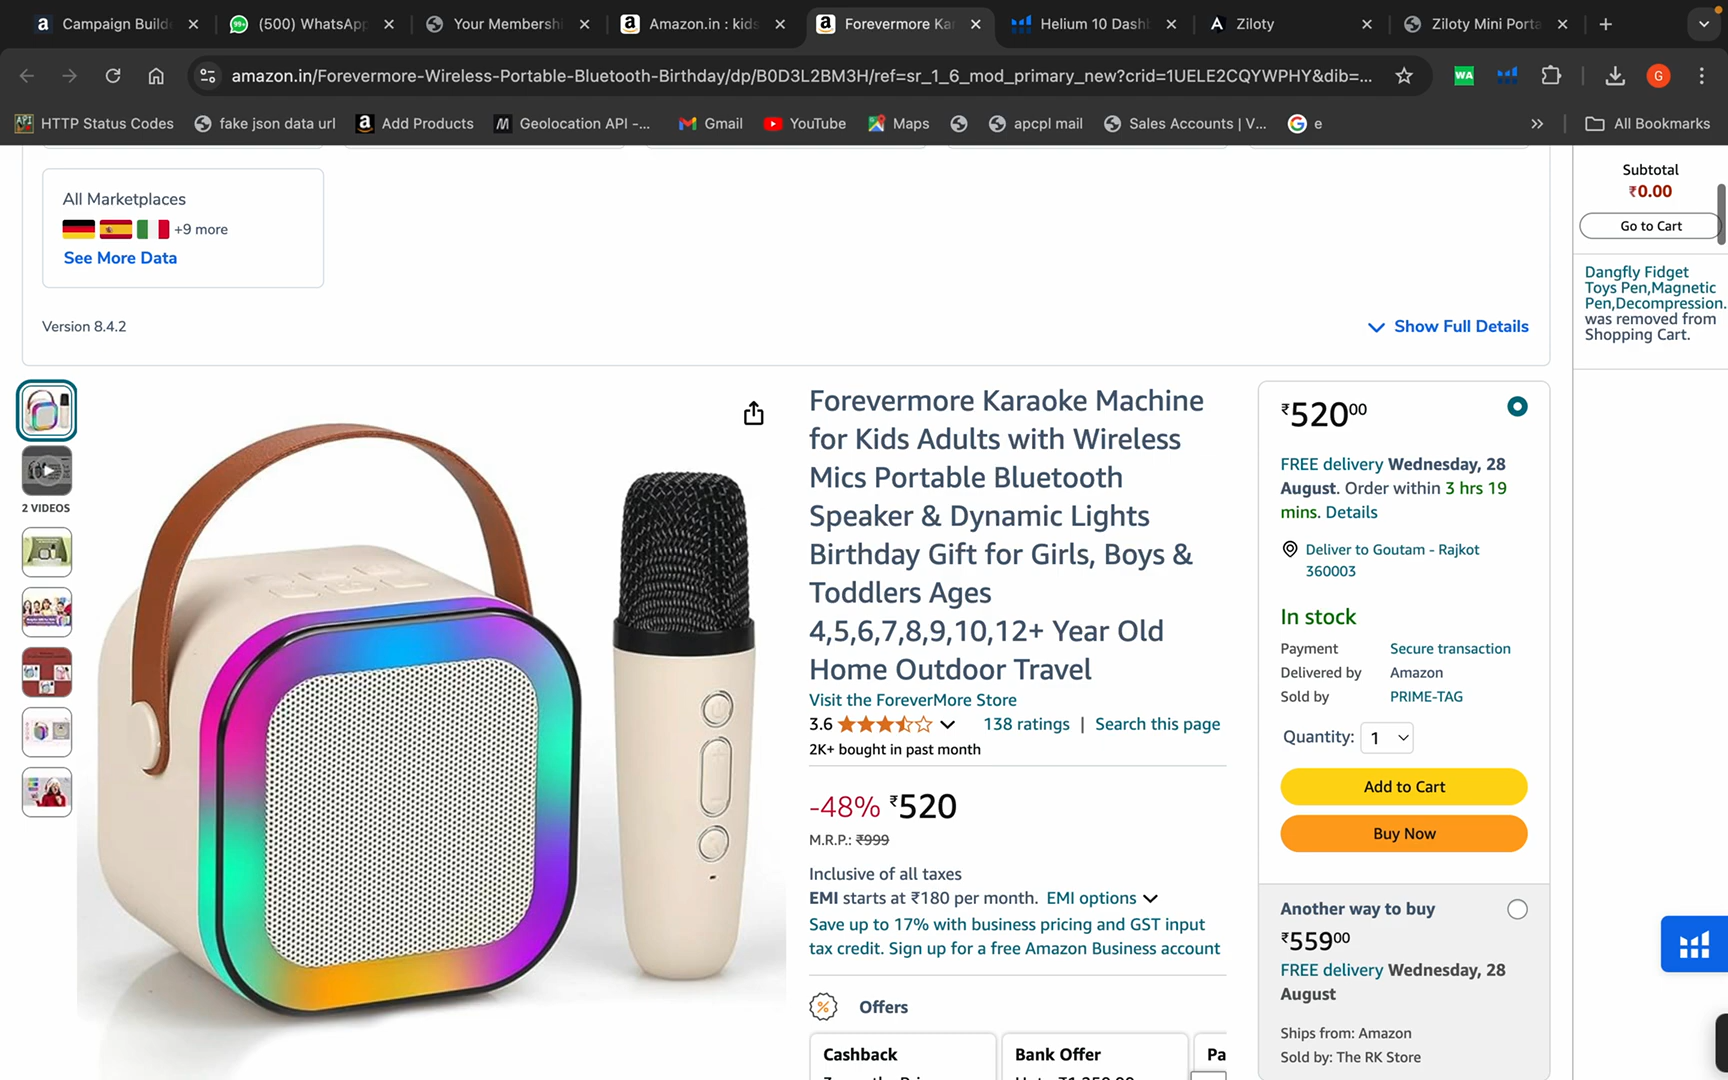 Campaign Build
(500) WhatsApp
Your Membershi
Amazon.in : kids
Forevermore Kar
Helium 10 Dashb
Ziloty
Ziloty Mini Porta
amazon.in/Forevermore-Wireless-Portable-Bluetooth-Birthday/dp/B0D3L2BM3H/ref=sr_1_6_mod_primary_new?crid=1UELE2CQYWPHY&dib=...
WA
G
HTTP Status Codes
fake json data url
Add Products
Geolocation API -...
Gmail
YouTube
Maps
apcpl mail
Sales Accounts | V...
e
All Bookmarks
All Marketplaces
+9 more
See More Data
Version 8.4.2
Show Full Details
Subtotal
₹0.00
Go to Cart
Dangfly Fidget
Toys Pen,Magnetic
Pen,Decompression.
was removed from
Shopping Cart.
2 VIDEOS
Forevermore Karaoke Machine
for Kids Adults with Wireless
Mics Portable Bluetooth
Speaker & Dynamic Lights
Birthday Gift for Girls, Boys &
Toddlers Ages
4,5,6,7,8,9,10,12+ Year Old
Home Outdoor Travel
Visit the ForeverMore Store
3.6
138 ratings | Search this page
2K+ bought in past month
-48% ₹520
M.R.P.: ₹999
Inclusive of all taxes
EMI starts at ₹180 per month. EMI options
Save up to 17% with business pricing and GST input
tax credit. Sign up for a free Amazon Business account
Offers
Cashback
Bank Offer
Pa
₹52000
FREE delivery Wednesday, 28
August. Order within 3 hrs 19
mins. Details
Deliver to Goutam - Rajkot
360003
In stock
Payment Secure transaction
Delivered by Amazon
Sold by PRIME-TAG
Quantity: 1
Add to Cart
Buy Now
Another way to buy
₹55900
FREE delivery Wednesday, 28
August
Ships from: Amazon
Sold by: The RK Store